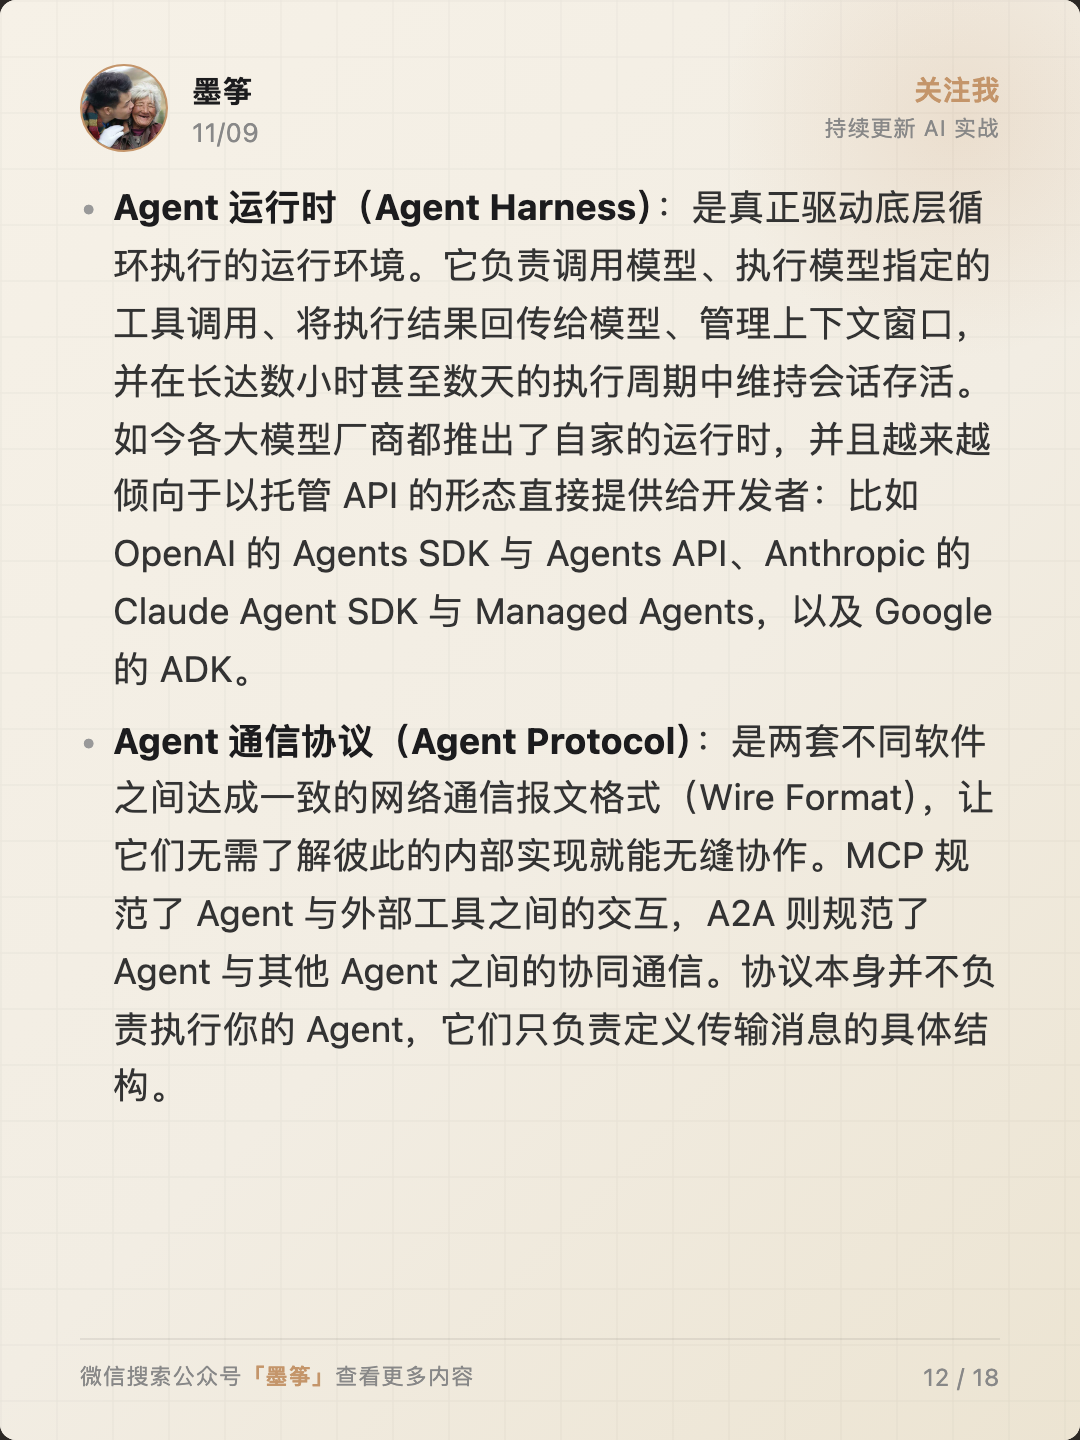 墨筝
11/09
关注我
持续更新 AI 实战
• Agent 运行时（Agent Harness）：是真正驱动底层循
环执行的运行环境。它负责调用模型、执行模型指定的
工具调用、将执行结果回传给模型、管理上下文窗口，
并在长达数小时甚至数天的执行周期中维持会话存活。
如今各大模型厂商都推出了自家的运行时，并且越来越
倾向于以托管 API 的形态直接提供给开发者：比如
OpenAI 的 Agents SDK 与 Agents API、Anthropic 的
Claude Agent SDK 与 Managed Agents，以及 Google
的 ADK。
• Agent 通信协议（Agent Protocol）：是两套不同软件
之间达成一致的网络通信报文格式（Wire Format），让
它们无需了解彼此的内部实现就能无缝协作。MCP 规
范了 Agent 与外部工具之间的交互，A2A 则规范了
Agent 与其他 Agent 之间的协同通信。协议本身并不负
责执行你的 Agent，它们只负责定义传输消息的具体结
构。
微信搜索公众号「墨筝」查看更多内容
12 / 18